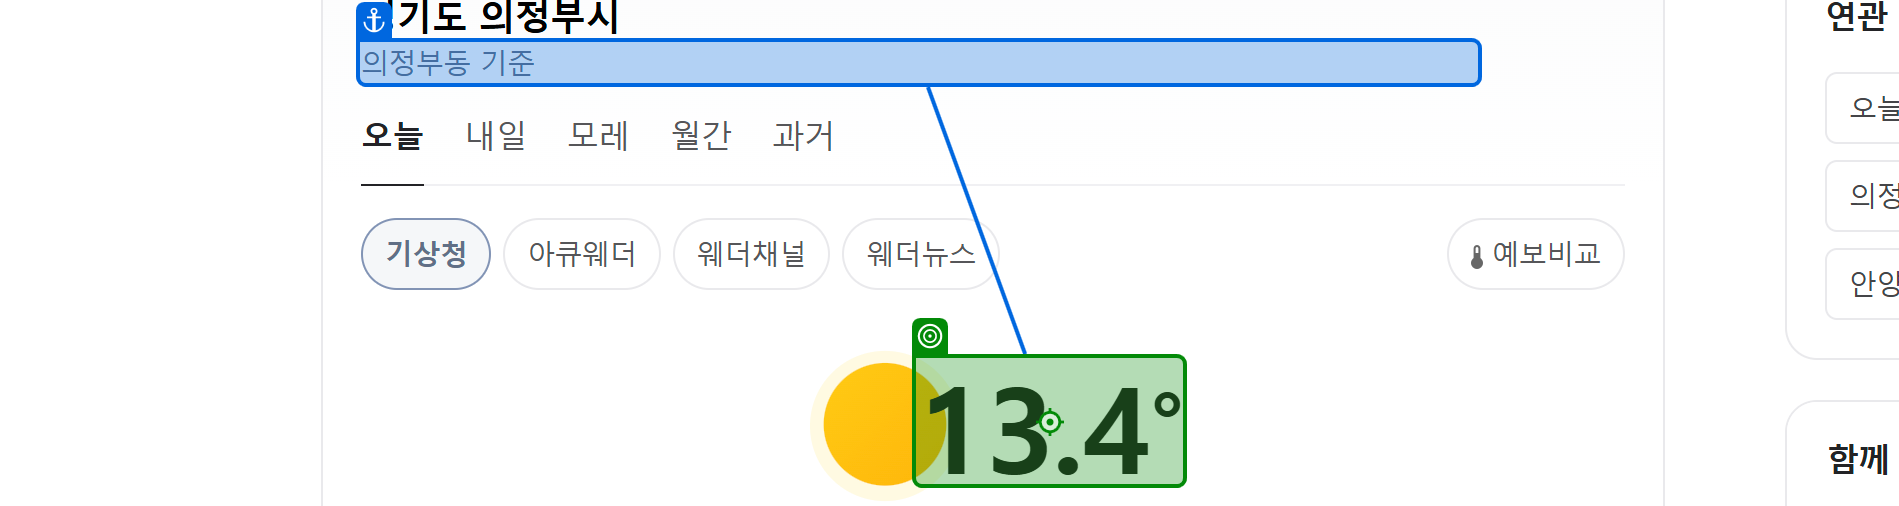 기도 의정부시
의정부동 기준
오늘 내일 모레 월간 과거
기상청 아큐웨더 웨더채널 웨더뉴스 예보비교
13.4°
연관
오늘
의정
안양
함께